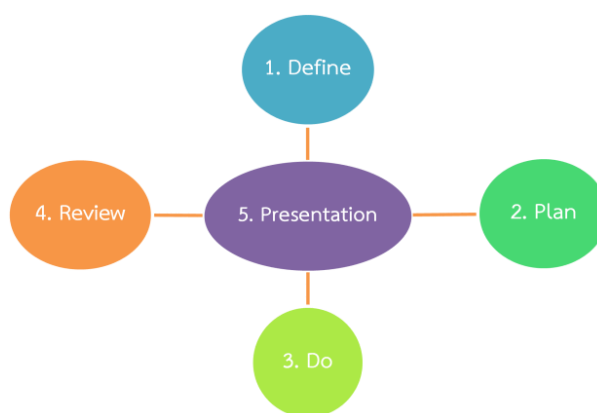 1. Define
2. Plan
3. Do
4. Review
5. Presentation